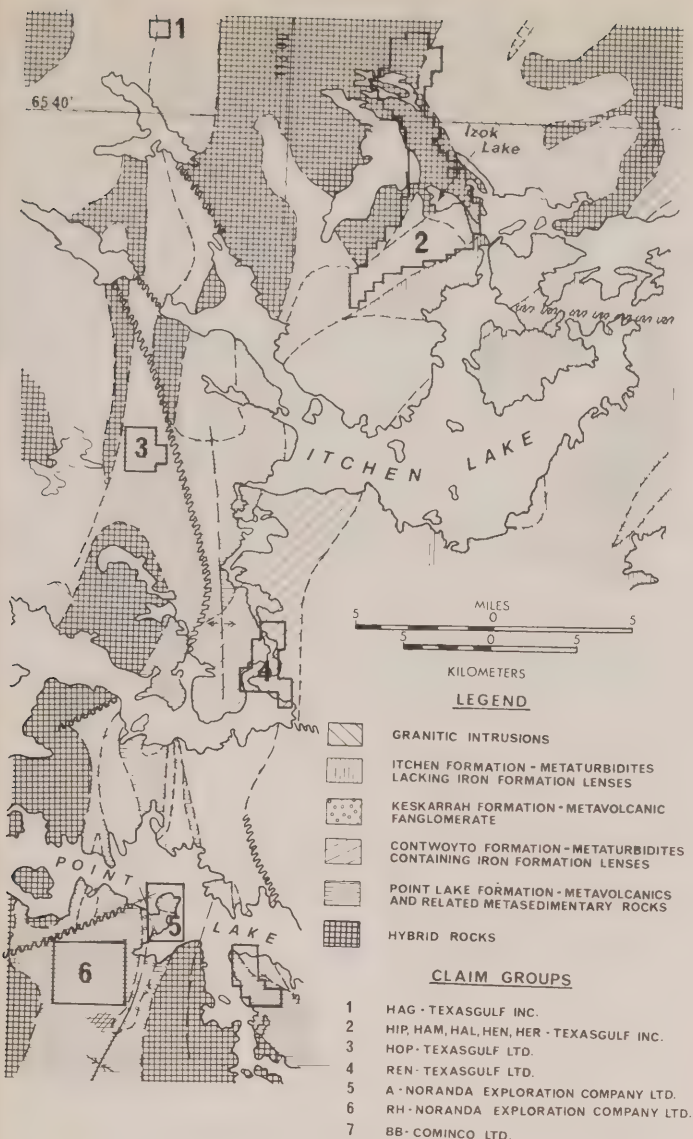 1
65 40'
113 00'
Izok
Lake
2
3
ITCHEN LAKE
MILES
5 0 5
5 0 5
KILOMETERS
4
LEGEND
GRANITIC INTRUSIONS
ITCHEN FORMATION - METATURBIDITES
LACKING IRON FORMATION LENSES
KESKARRAH FORMATION - METAVOLCANIC
FANGLOMERATE
CONTWOYTO FORMATION - METATURBIDITES
CONTAINING IRON FORMATION LENSES
POINT LAKE FORMATION - METAVOLCANICS
AND RELATED METASEDIMENTARY ROCKS
HYBRID ROCKS
POINT LAKE
5
6
CLAIM GROUPS
1 HAG - TEXASGULF INC.
2 HIP, HAM, HAL, HEN, HER - TEXASGULF INC.
3 HOP - TEXASGULF LTD.
4 REN - TEXASGULF LTD.
5 A - NORANDA EXPLORATION COMPANY LTD.
6 RH - NORANDA EXPLORATION COMPANY LTD.
7 BB - COMINCO LTD.